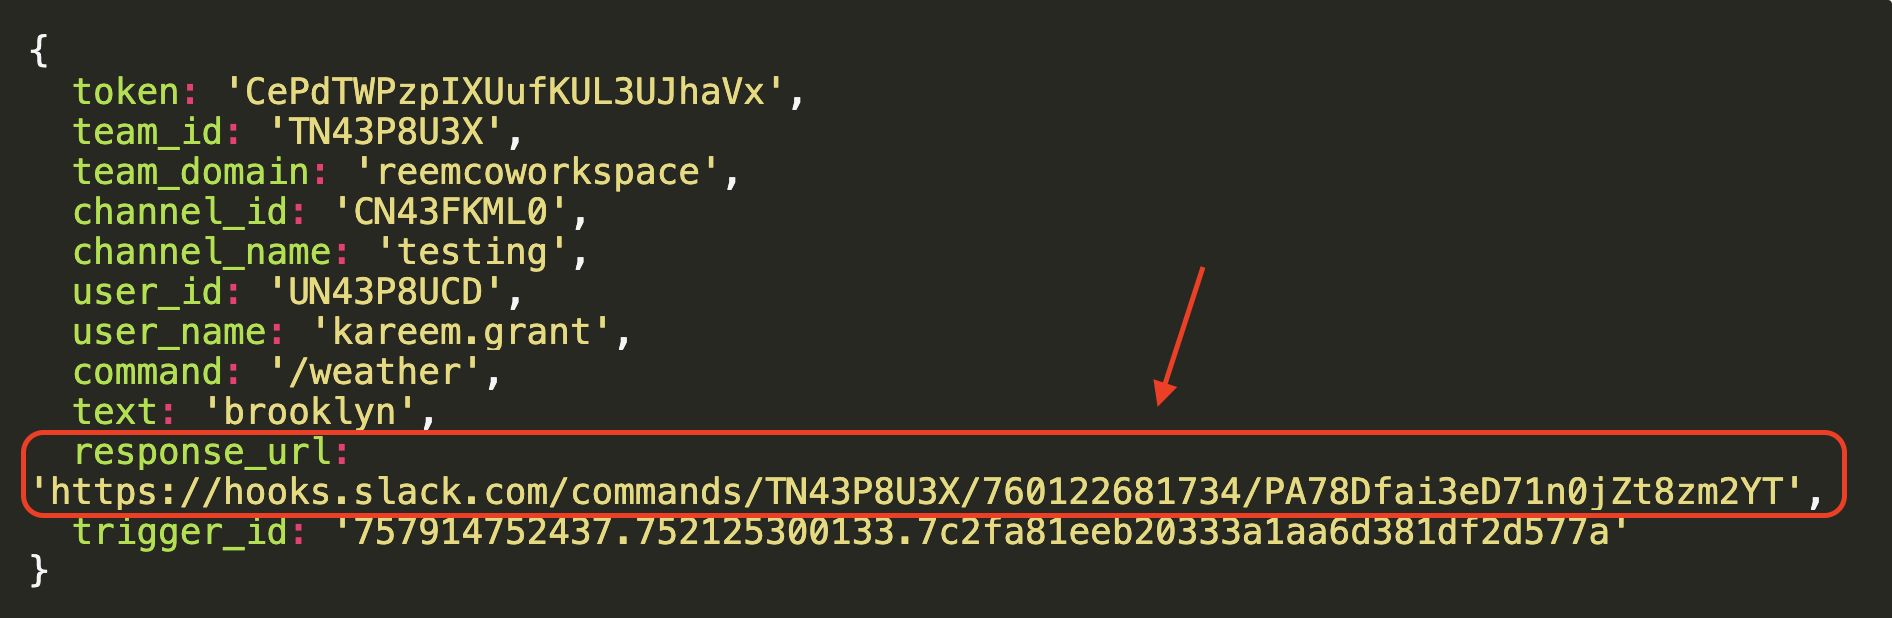 {
token: 'CePdTWPzpIXUufKUL3UJhaVx',
team_id: 'TN43P8U3X',
team_domain: 'reemcoworkspace',
channel_id: 'CN43FKML0',
channel_name: 'testing',
user_id: 'UN43P8UCD',
user_name: 'kareem.grant',
command: '/weather',
text: 'brooklyn',
response_url:
'https://hooks.slack.com/commands/TN43P8U3X/760122681734/PA78Dfai3eD71n0jZt8zm2YT',
trigger_id: '757914752437.752125300133.7c2fa81eeb20333a1aa6d381df2d577a'
}